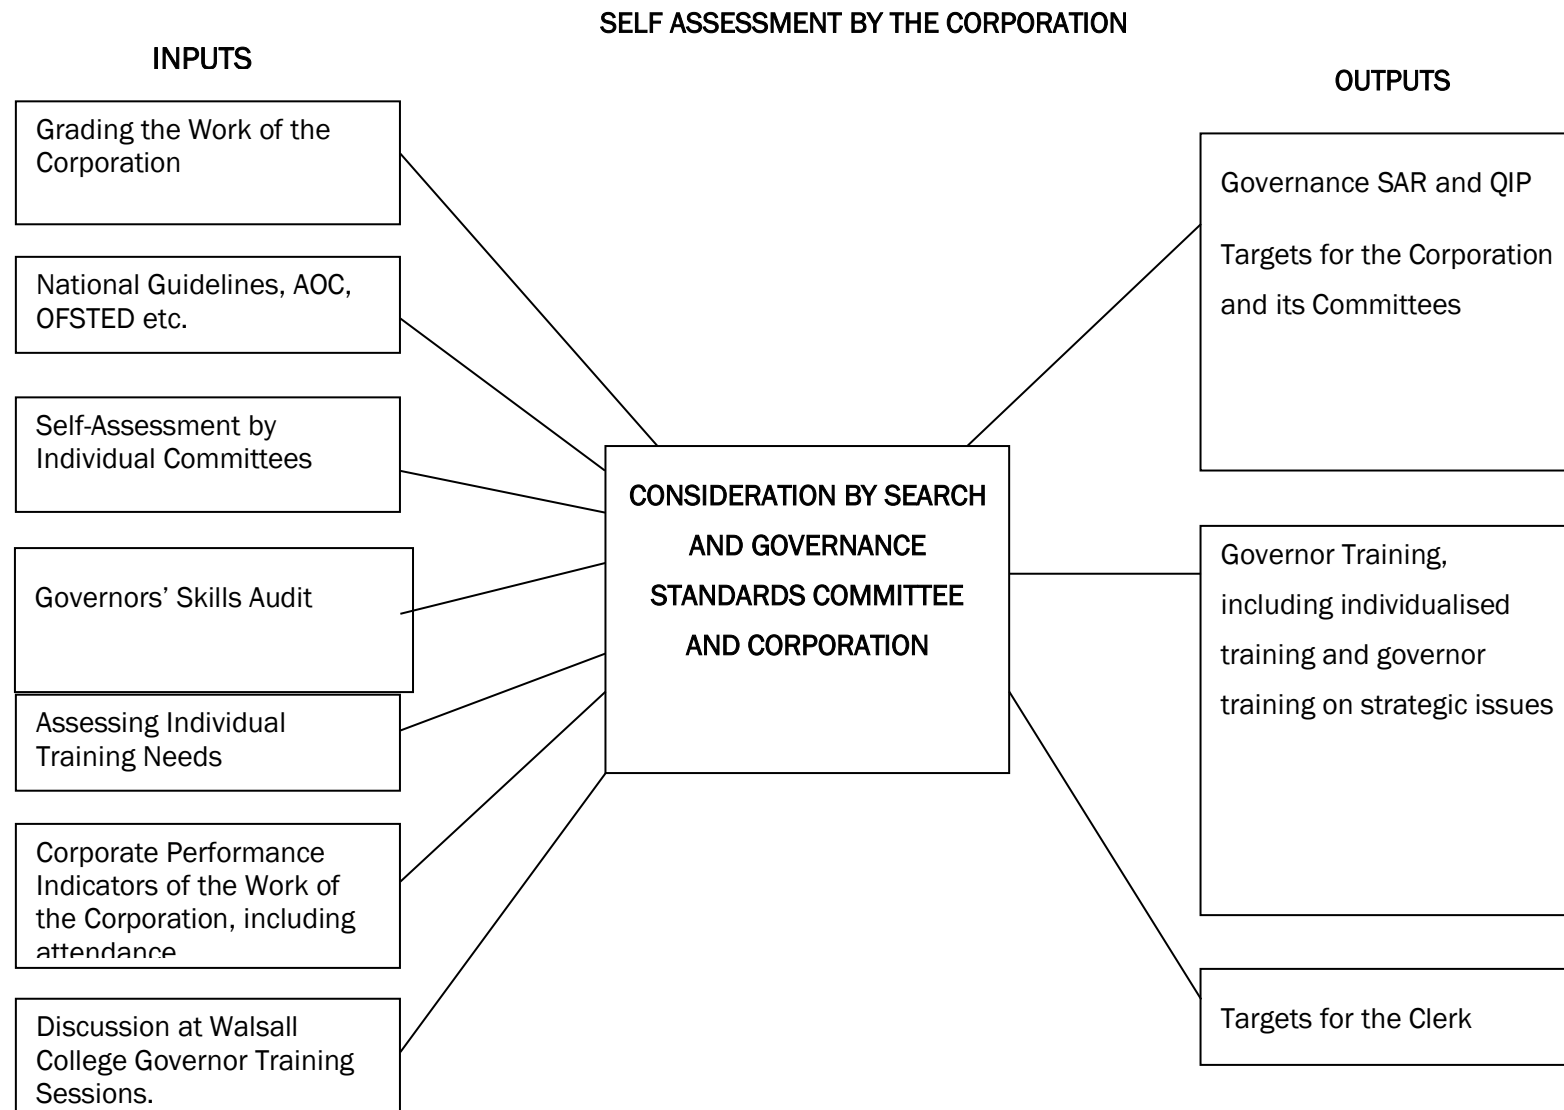 SELF ASSESSMENT BY THE CORPORATION
INPUTS
Grading the Work of the
Corporation
National Guidelines, AOC,
OFSTED etc.
Self-Assessment by
Individual Committees
Governors’ Skills Audit
Assessing Individual
Training Needs
Corporate Performance
Indicators of the Work of
the Corporation, including
attendance
Discussion at Walsall
College Governor Training
Sessions.
CONSIDERATION BY SEARCH
AND GOVERNANCE
STANDARDS COMMITTEE
AND CORPORATION
OUTPUTS
Governance SAR and QIP
Targets for the Corporation
and its Committees
Governor Training,
including individualised
training and governor
training on strategic issues
Targets for the Clerk